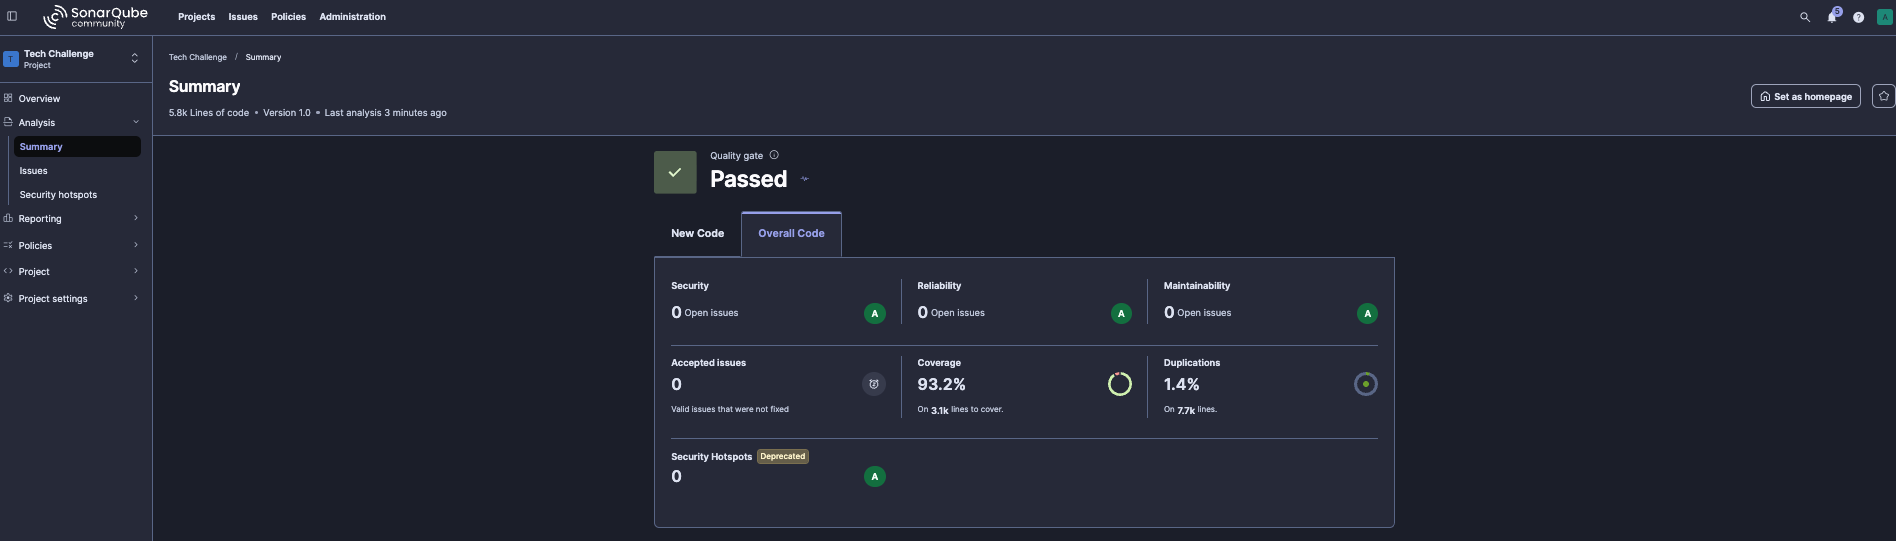 SonarQube
community
Projects
Issues
Policies
Administration
5
?
A
T
Tech Challenge
Project
Overview
Analysis
Summary
Issues
Security hotspots
Reporting
Policies
Project
Project settings
Tech Challenge / Summary
Summary
5.8k Lines of code • Version 1.0 • Last analysis 3 minutes ago
Set as homepage
Quality gate
Passed
New Code
Overall Code
Security
0 Open issues
A
Reliability
0 Open issues
A
Maintainability
0 Open issues
A
Accepted issues
0
Valid issues that were not fixed
Coverage
93.2%
On 3.1k lines to cover.
Duplications
1.4%
On 7.7k lines.
Security Hotspots Deprecated
0
A